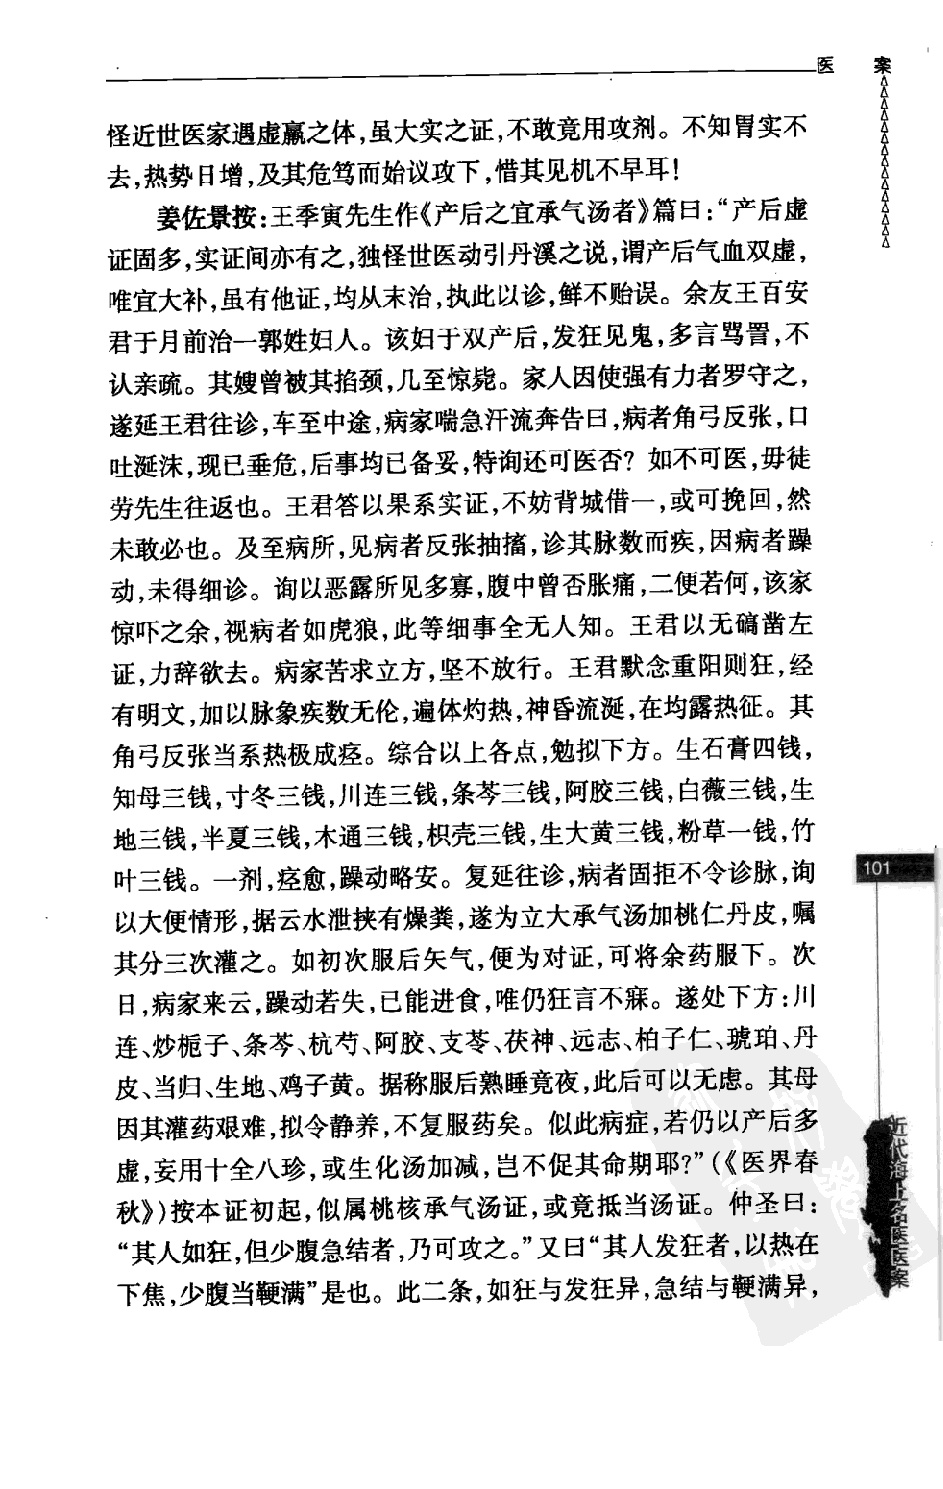 医 案
怪近世医家遇虚羸之体,虽大实之证,不敢竟用攻剂。不知胃实不
去,热势日增,及其危笃而始议攻下,惜其见机不早耳!
姜佐景按:王季寅先生作《产后之宜承气汤者》篇曰:“产后虚
证固多,实证间亦有之,独怪世医动引丹溪之说,谓产后气血双虚,
唯宜大补,虽有他证,均从末治,执此以诊,鲜不贻误。余友王百安
君于月前治一郭姓妇人。该妇于双产后,发狂见鬼,多言骂詈,不
认亲疏。其嫂曾被其掐颈,几至惊毙。家人因使强有力者罗守之,
遂延王君往诊,车至中途,病家喘急汗流奔告曰,病者角弓反张,口
吐涎沫,现已垂危,后事均已备妥,特询还可医否?如不可医,毋徒
劳先生往返也。王君答以果系实证,不妨背城借一,或可挽回,然
未敢必也。及至病所,见病者反张抽搐,诊其脉数而疾,因病者躁
动,未得细诊。询以恶露所见多寡,腹中曾否胀痛,二便若何,该家
惊吓之余,视病者如虎狼,此等细事全无人知。王君以无确凿左
证,力辞欲去。病家苦求立方,坚不放行。王君默念重阳则狂,经
有明文,加以脉象疾数无伦,遍体灼热,神昏流涎,在均露热征。其
角弓反张当系热极成痉。综合以上各点,勉拟下方。生石膏四钱,
知母三钱,寸冬三钱,川连三钱,条芩三钱,阿胶三钱,白薇三钱,生
地三钱,半夏三钱,木通三钱,枳壳三钱,生大黄三钱,粉草一钱,竹
叶三钱。一剂,痉愈,躁动略安。复延往诊,病者固拒不令诊脉,询
以大便情形,据云水泄挟有燥粪,遂为立大承气汤加桃仁丹皮,嘱
其分三次灌之。如初次服后矢气,便为对证,可将余药服下。次
日,病家来云,躁动若失,已能进食,唯仍狂言不寐。遂处下方:川
连、炒栀子、条芩、杭芍、阿胶、支苓、茯神、远志、柏子仁、琥珀、丹
皮、当归、生地、鸡子黄。据称服后熟睡竟夜,此后可以无虑。其母
因其灌药艰难,拟令静养,不复服药矣。似此病症,若仍以产后多
虚,妄用十全八珍,或生化汤加减,岂不促其命期耶?”(《医界春
秋》)按本证初起,似属桃核承气汤证,或竟抵当汤证。仲圣曰:
“其人如狂,但少腹急结者,乃可攻之。”又曰“其人发狂者,以热在
下焦,少腹当鞕满”是也。此二条,如狂与发狂异,急结与鞕满异,
101
近代海上名医医案